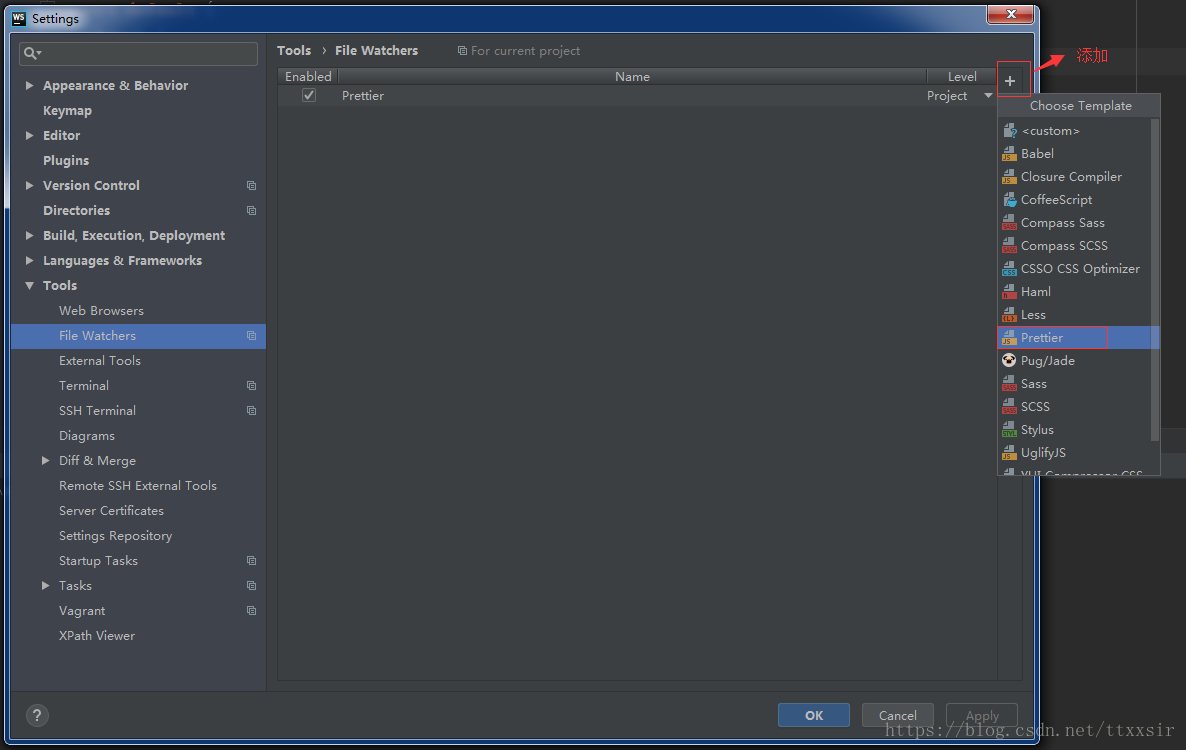 WS Settings
Tools › File Watchers For current project
添加
Enabled Name Level
Prettier Project
Appearance & Behavior
Keymap
Editor
Plugins
Version Control
Directories
Build, Execution, Deployment
Languages & Frameworks
Tools
Web Browsers
File Watchers
External Tools
Terminal
SSH Terminal
Diagrams
Diff & Merge
Remote SSH External Tools
Server Certificates
Settings Repository
Startup Tasks
Tasks
Vagrant
XPath Viewer
Choose Template
<custom>
Babel
Closure Compiler
CoffeeScript
Compass Sass
Compass SCSS
CSSO CSS Optimizer
Haml
Less
Prettier
Pug/Jade
Sass
SCSS
Stylus
UglifyJS
YUI Compressor CSS
? OK Cancel Apply
https://blog.csdn.net/ttxxsir